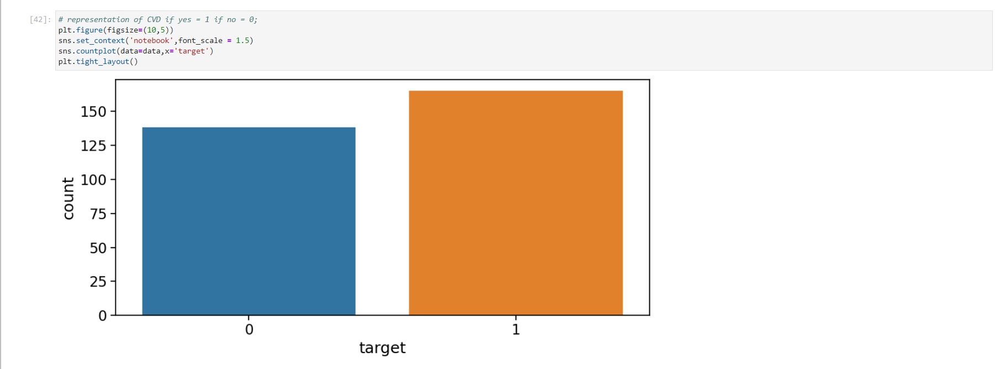 [42]: # representation of CVD if yes = 1 if no = 0;
plt.figure(figsize=(10,5))
sns.set_context('notebook',font_scale = 1.5)
sns.countplot(data=data,x='target')
plt.tight_layout()
150
125
100
75
50
25
0
count
0 1
target